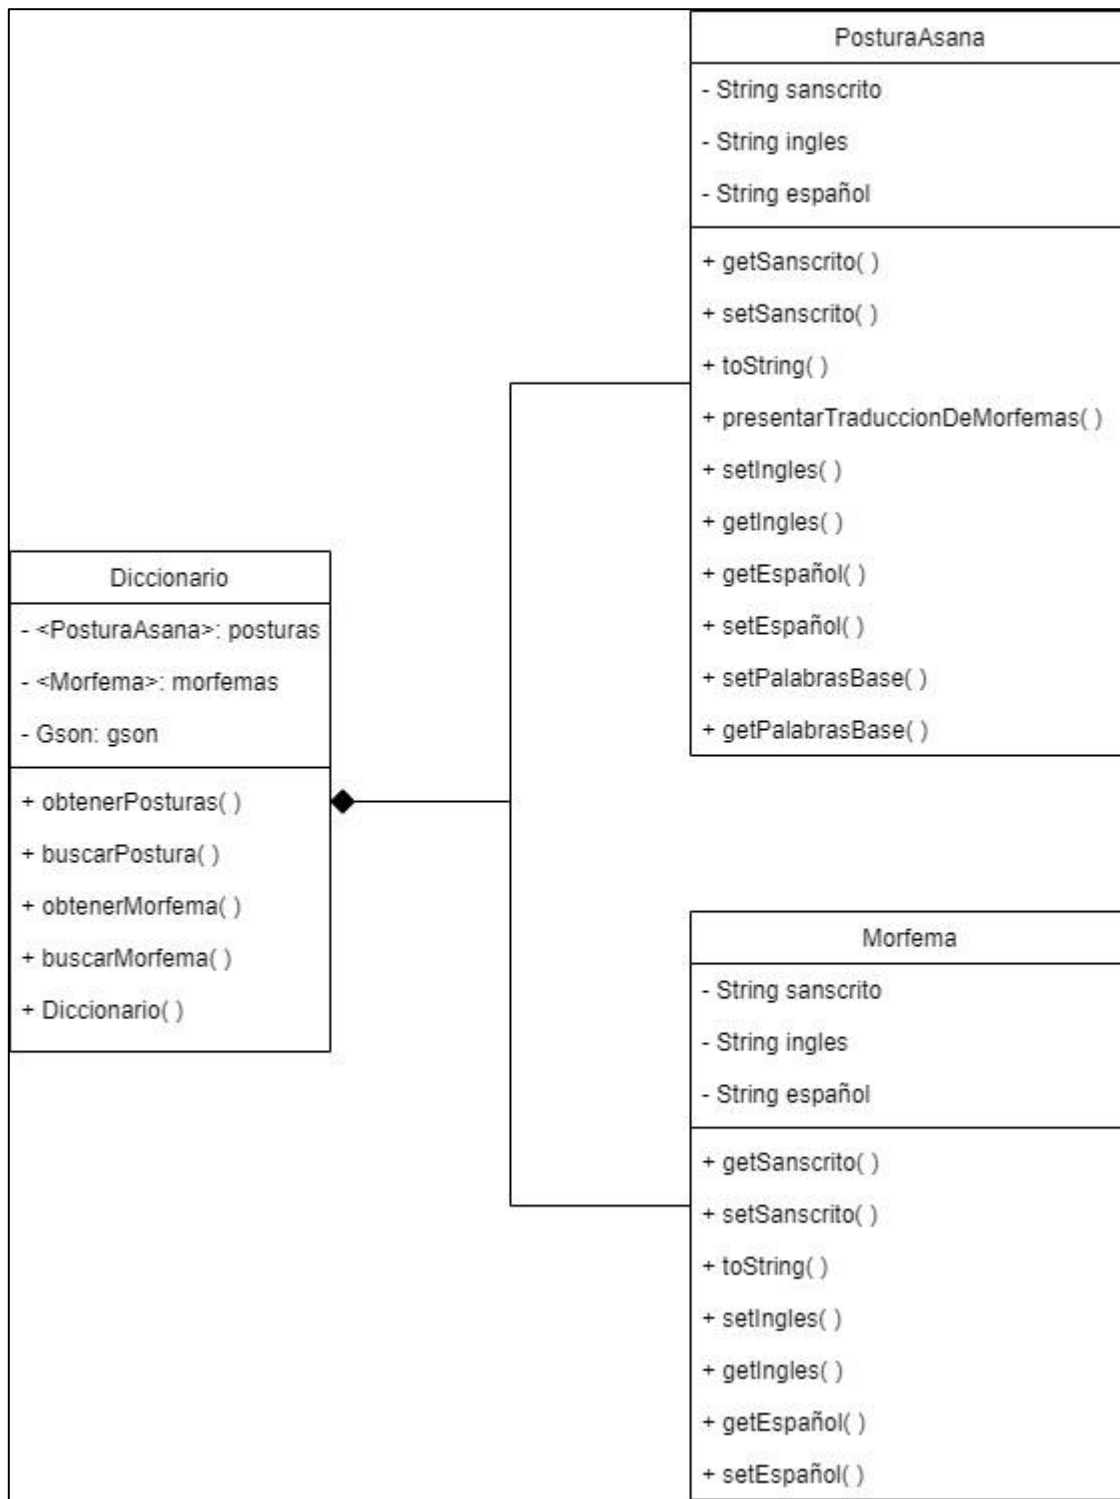 PosturaAsana
- String sanscrito
- String ingles
- String español
+ getSanscrito( )
+ setSanscrito( )
+ toString( )
+ presentarTraduccionDeMorfemas( )
+ setIngles( )
+ getIngles( )
+ getEspañol( )
+ setEspañol( )
+ setPalabrasBase( )
+ getPalabrasBase( )
Diccionario
- <PosturaAsana>: posturas
- <Morfema>: morfemas
- Gson: gson
+ obtenerPosturas( )
+ buscarPostura( )
+ obtenerMorfema( )
+ buscarMorfema( )
+ Diccionario( )
Morfema
- String sanscrito
- String ingles
- String español
+ getSanscrito( )
+ setSanscrito( )
+ toString( )
+ setIngles( )
+ getIngles( )
+ getEspañol( )
+ setEspañol( )